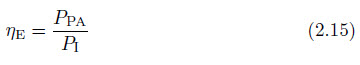 η_E = P_PA / P_I (2.15)